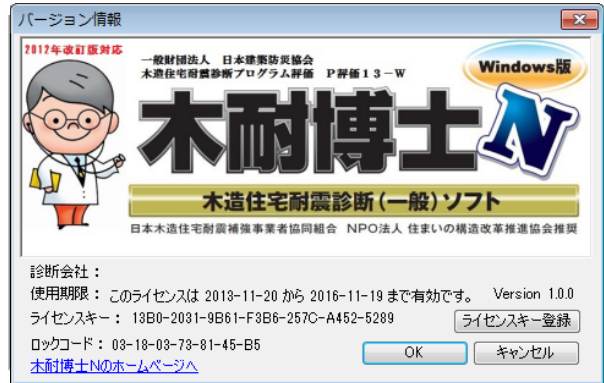 バージョン情報
2012年改訂版対応
一般財団法人 日本建築防災協会
木造住宅耐震診断プログラム評価 P評価13-W
Windows版
木耐博士N
木造住宅耐震診断(一般)ソフト
日本木造住宅耐震補強事業者協同組合 NPO法人 住まいの構造改革推進協会推奨
診断会社:
使用期限: このライセンスは 2013-11-20 から 2016-11-19 まで有効です。 Version 1.0.0
ライセンスキー: 13B0-2031-9B61-F3B6-257C-A452-5289 ライセンスキー登録
ロックコード: 03-18-03-73-81-45-B5
OK キャンセル
木耐博士Nのホームページへ